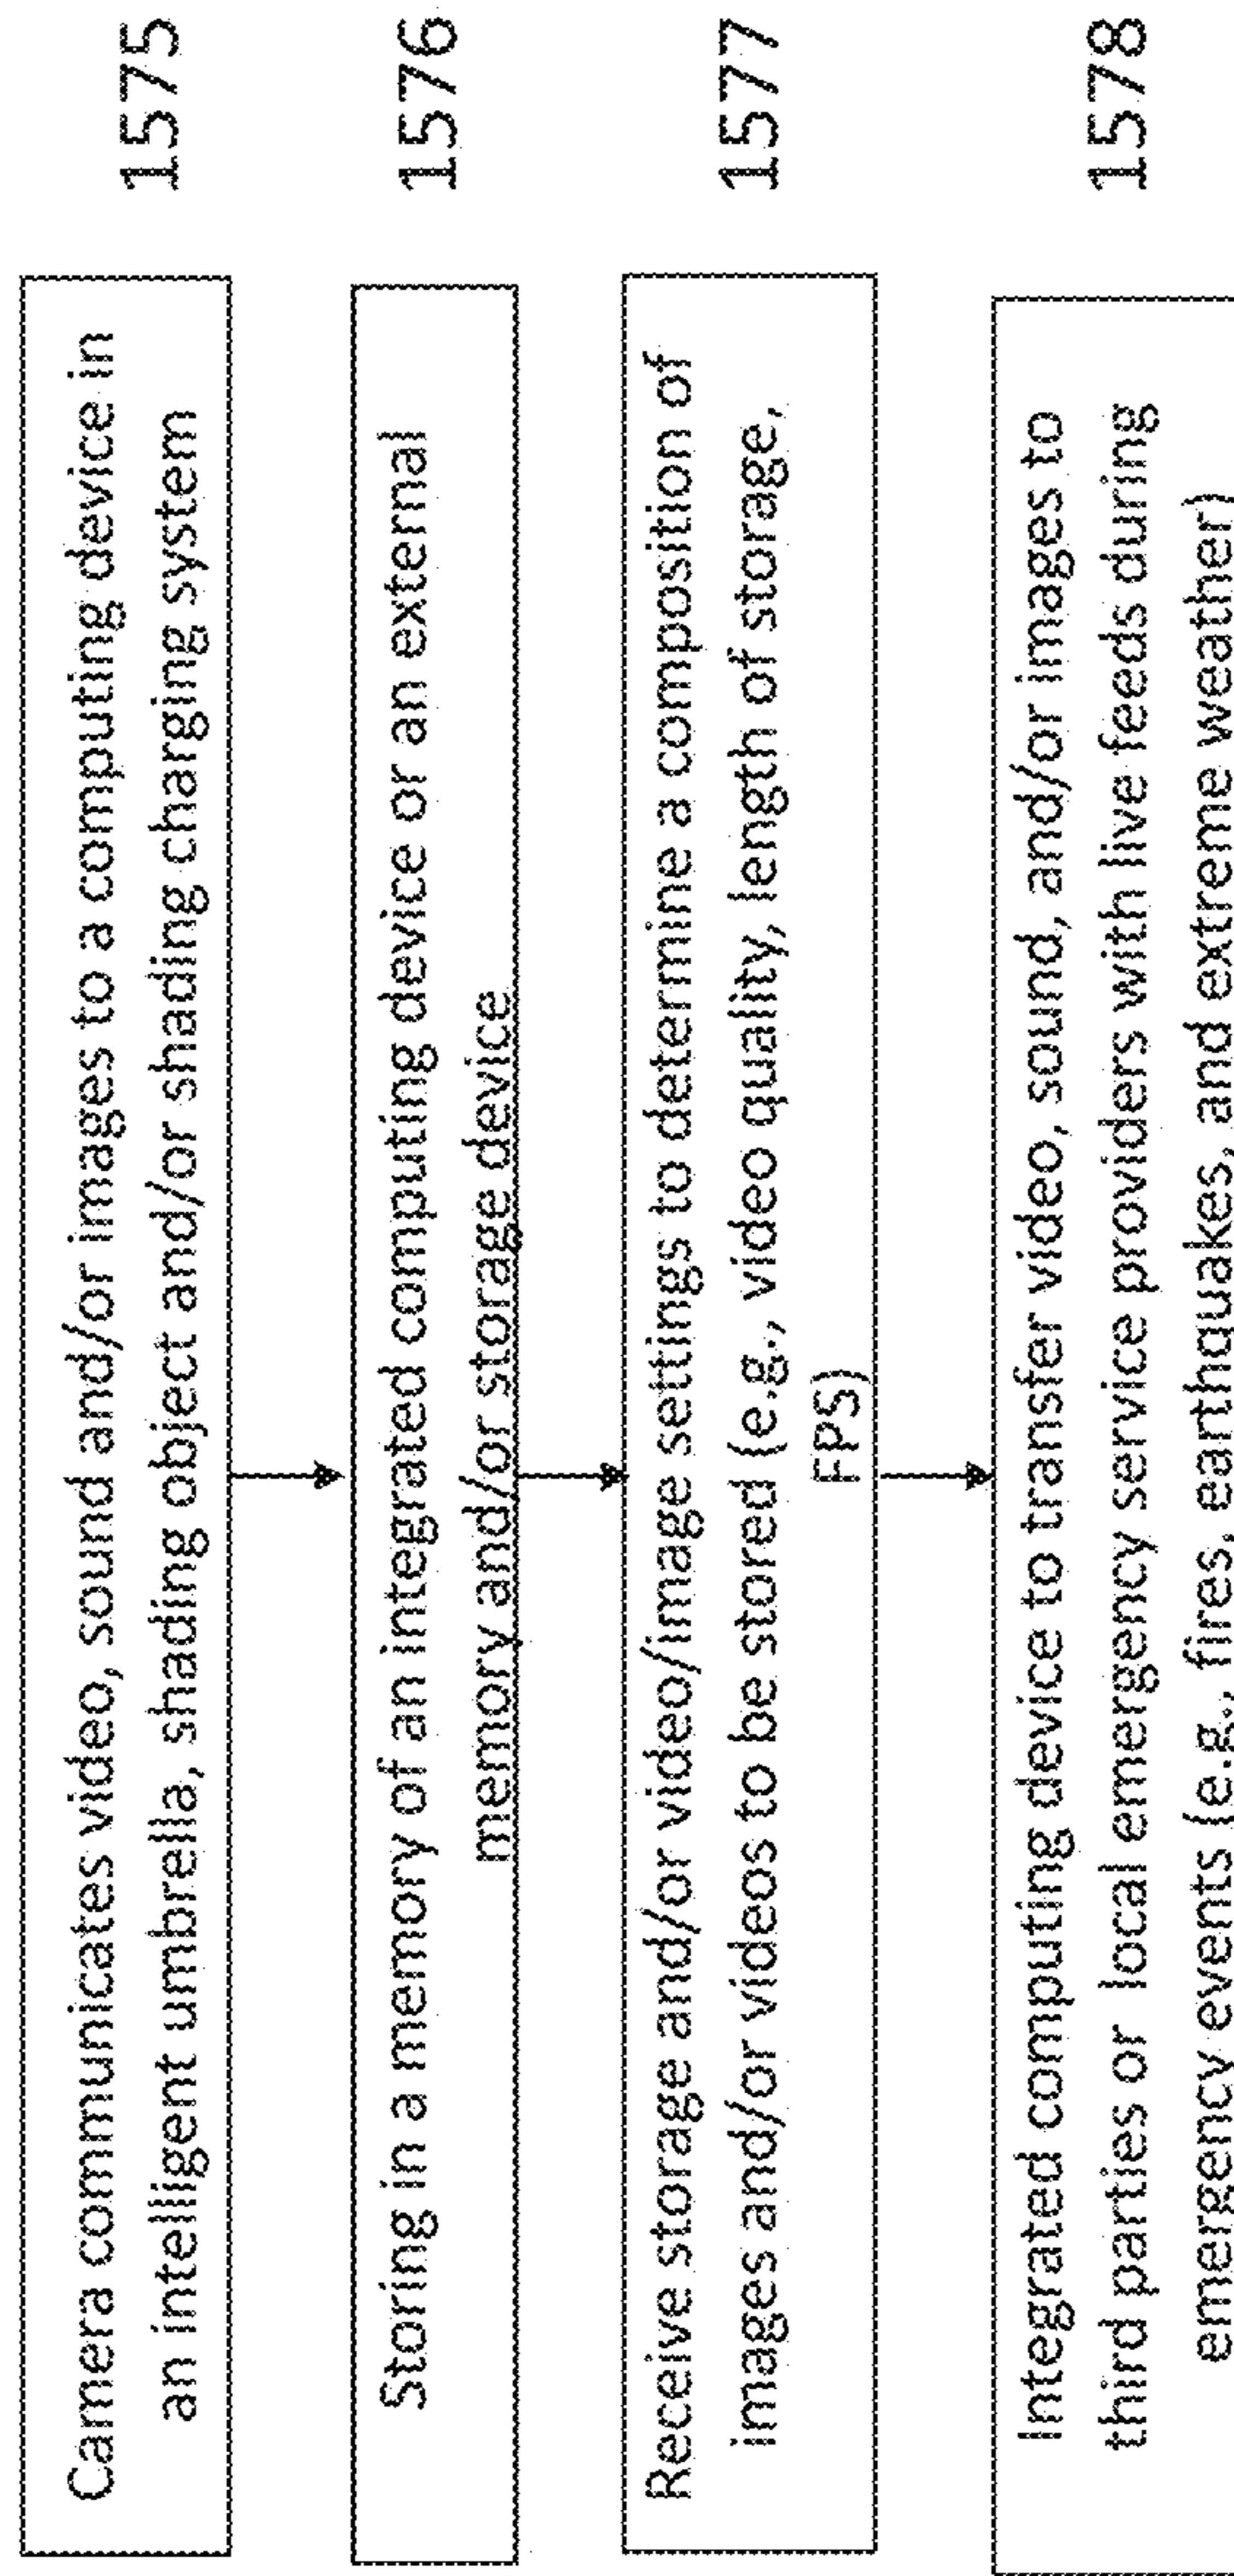 Camera communicates video, sound and/or images to a computing device in
an intelligent umbrella, shading object and/or shading charging system
1575
Storing in a memory of an integrated computing device or an external
memory and/or storage device
1576
Receive storage and/or video/image settings to determine a composition of
images and/or videos to be stored (e.g., video quality, length of storage,
FPS)
1577
Integrated computing device to transfer video, sound, and/or images to
third parties or local emergency service providers with live feeds during
emergency events (e.g., fires, earthquakes, and extreme weather)
1578